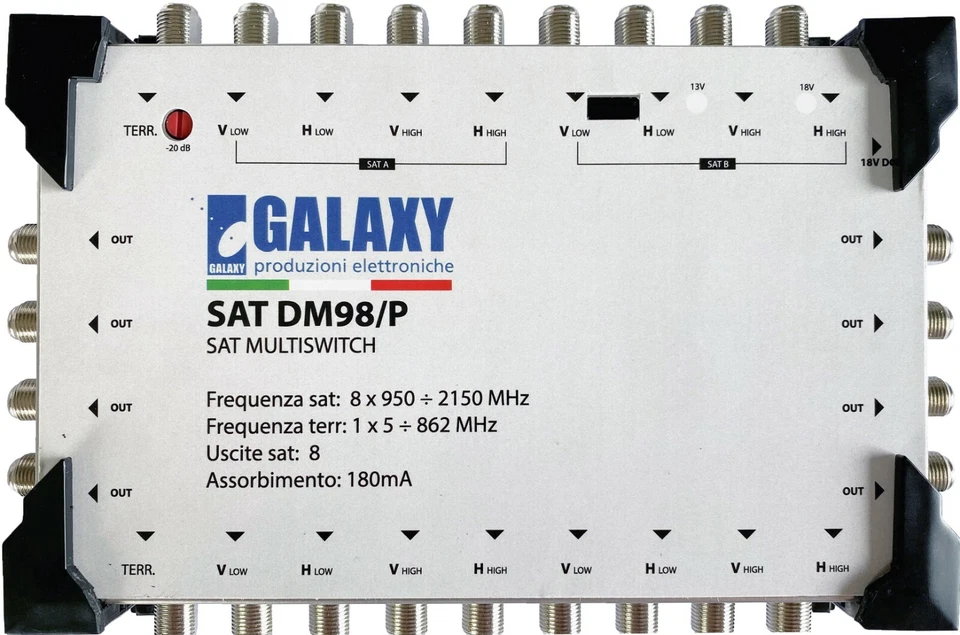 13V 18V
TERR. V LOW H LOW V HIGH H HIGH V LOW H LOW V HIGH H HIGH
-20 dB
SAT A SAT B
18V DC
OUT OUT
GALAXY
GALAXY
produzioni elettroniche
SAT DM98/P
OUT OUT
SAT MULTISWITCH
Frequenza sat: 8 x 950 ÷ 2150 MHz
OUT OUT
Frequenza terr: 1 x 5 ÷ 862 MHz
Uscite sat: 8
Assorbimento: 180mA
OUT OUT
TERR. V LOW H LOW V HIGH H HIGH V LOW H LOW V HIGH H HIGH